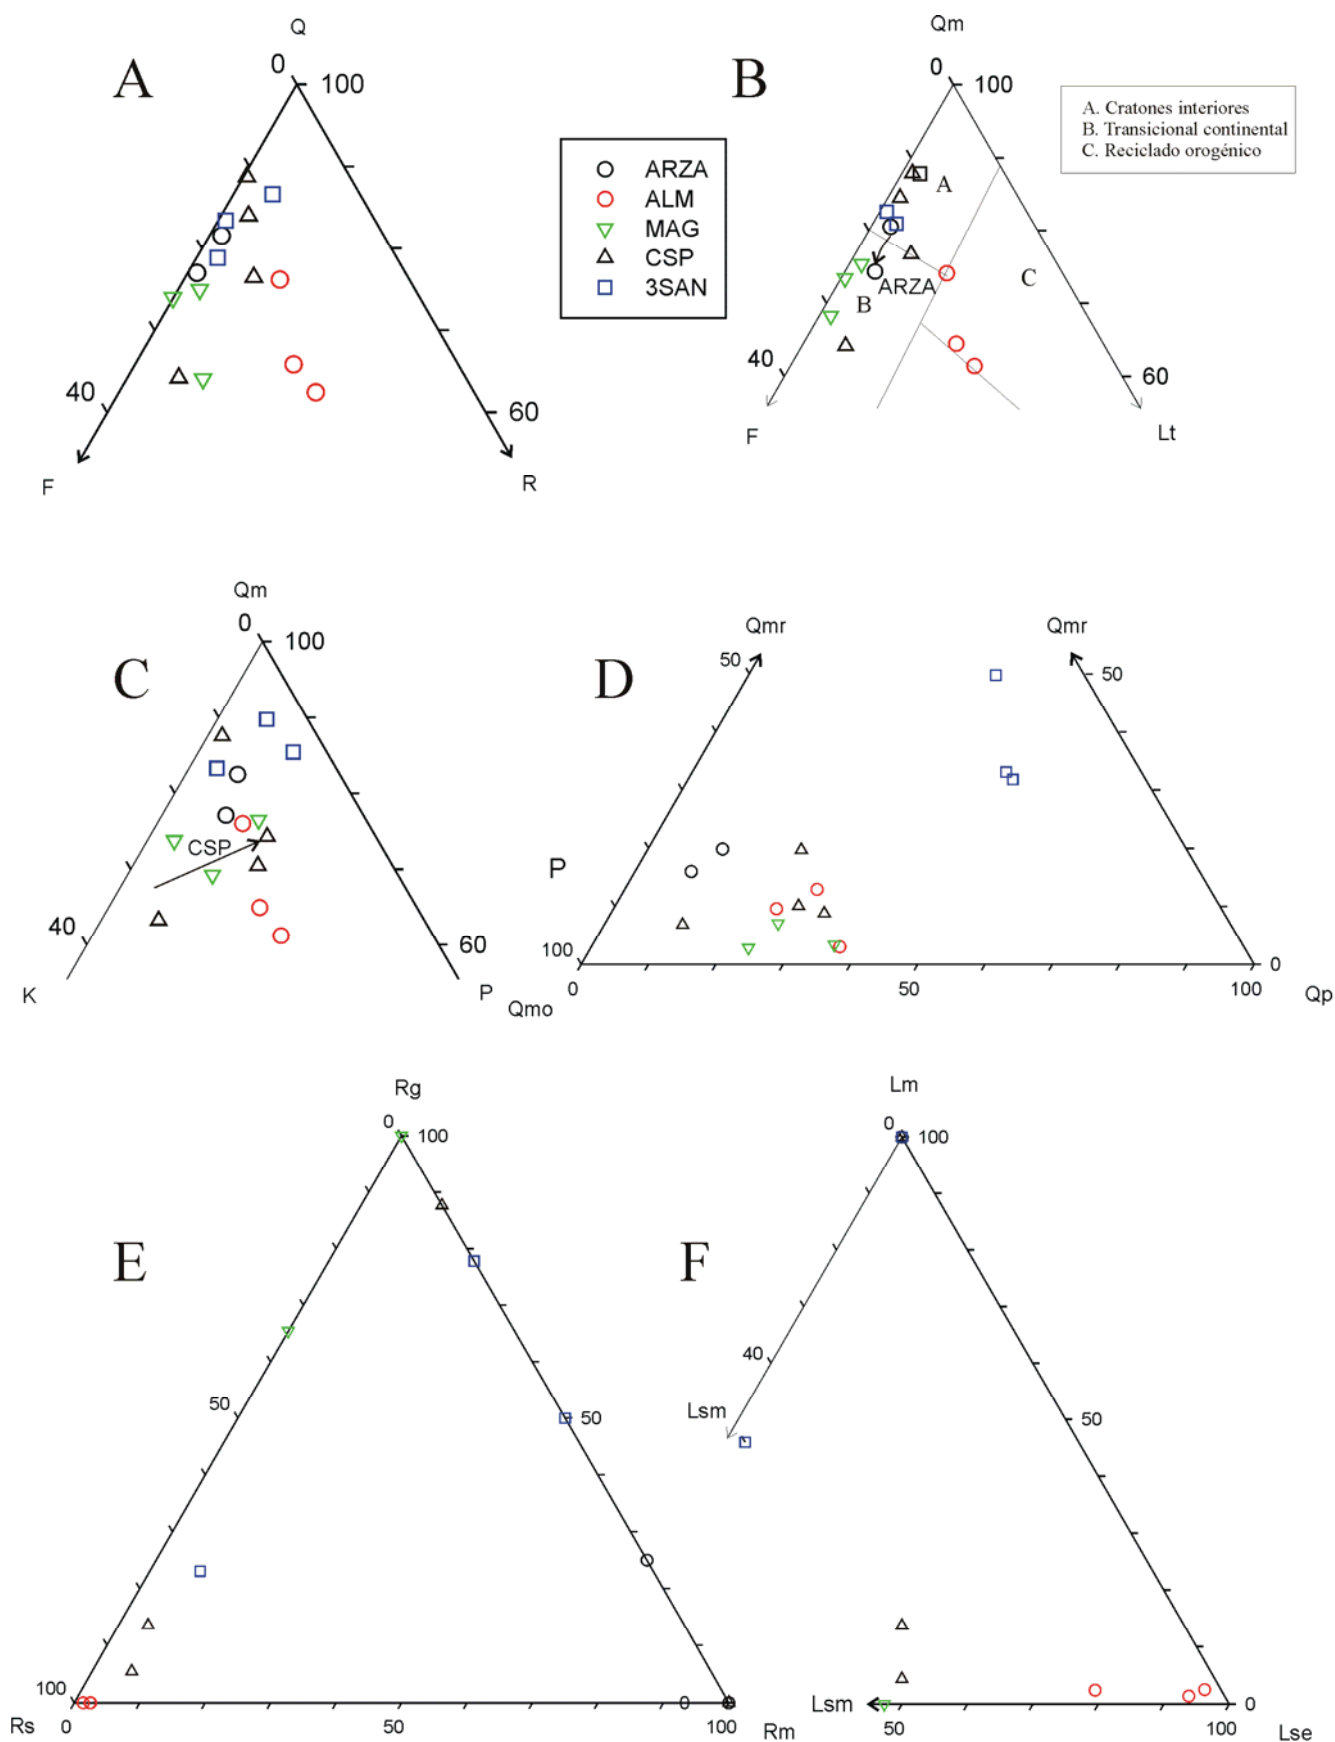 Q
A
0
100
40
60
F
R
ARZA
ALM
MAG
CSP
3SAN
Qm
B
0
100
A. Cratones interiores
B. Transicional continental
C. Reciclado orogénico
A
C
ARZA
B
40
60
F
Lt
Qm
C
0
100
CSP
40
60
K
P
Qmr
Qmr
D
50
50
P
100
0
0
50
100
Qmo
Qp
Rg
0
100
E
50
50
100
0
Rs
0
50
Rm
100
Lm
0
100
F
40
Lsm
50
Lsm
0
50
100
Lse